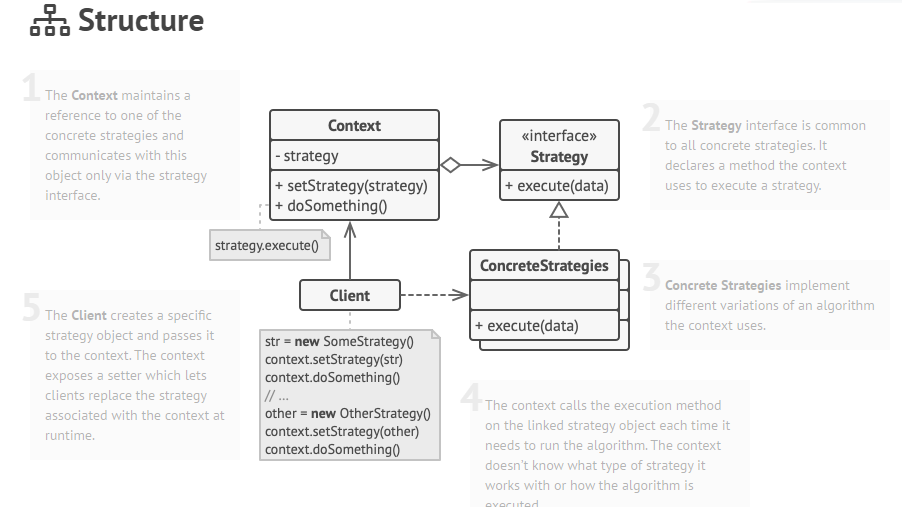 Structure
1
The Context maintains a
reference to one of the
concrete strategies and
communicates with this
object only via the strategy
interface.
Context
- strategy
+ setStrategy(strategy)
+ doSomething()
strategy.execute()
«interface»
Strategy
+ execute(data)
2
The Strategy interface is common
to all concrete strategies. It
declares a method the context
uses to execute a strategy.
ConcreteStrategies
+ execute(data)
3
Concrete Strategies implement
different variations of an algorithm
the context uses.
Client
str = new SomeStrategy()
context.setStrategy(str)
context.doSomething()
// ...
other = new OtherStrategy()
context.setStrategy(other)
context.doSomething()
4
The context calls the execution method
on the linked strategy object each time it
needs to run the algorithm. The context
doesn't know what type of strategy it
works with or how the algorithm is
executed.
5
The Client creates a specific
strategy object and passes it
to the context. The context
exposes a setter which lets
clients replace the strategy
associated with the context at
runtime.